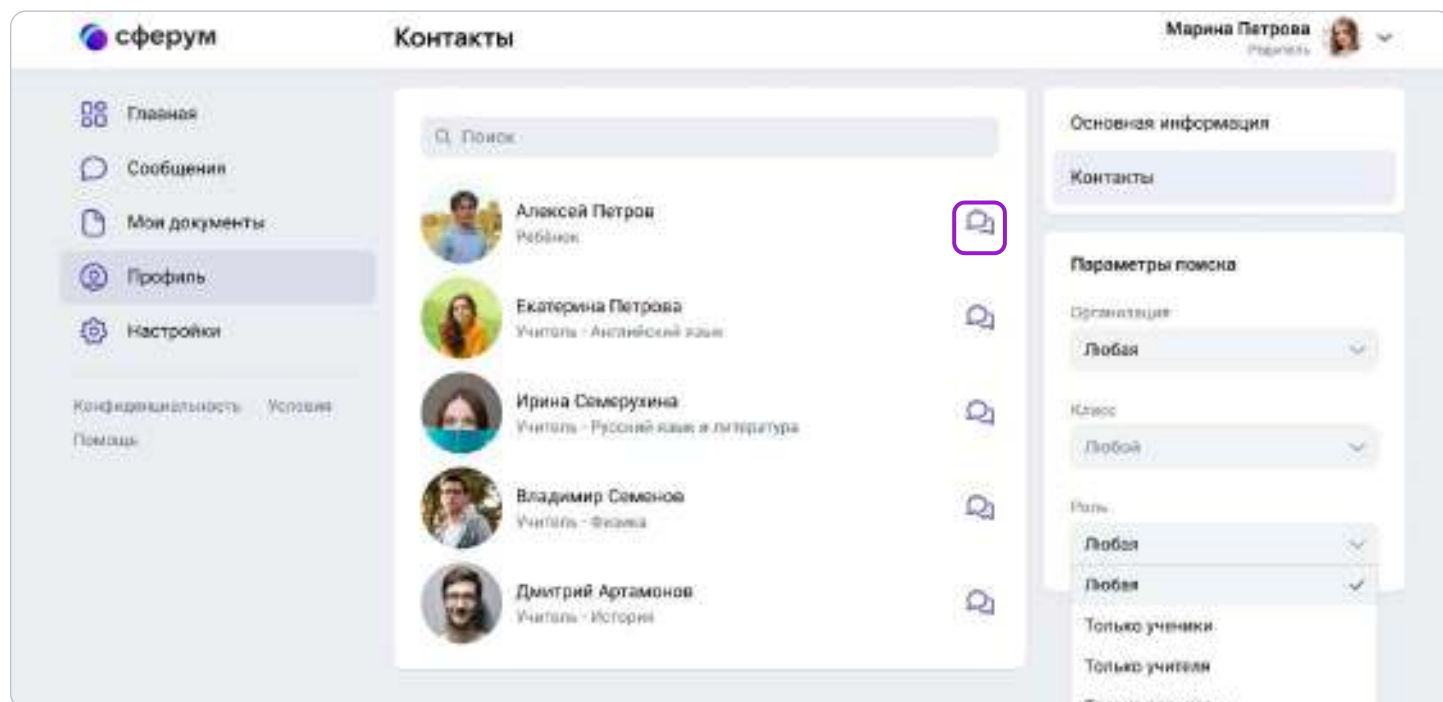 сферум
Контакты
Марина Петрова
Родитель
Главная
Сообщения
Мои документы
Профиль
Настройки
Конфиденциальность Условия
Помощь
Поиск
Алексей Петров
Ребёнок
Екатерина Петрова
Учитель - Английский язык
Ирина Семерухина
Учитель - Русский язык и литература
Владимир Семенов
Учитель - Физика
Дмитрий Артамонов
Учитель - История
Основная информация
Контакты
Параметры поиска
Организация
Любая
Класс
Любой
Роль
Любая
Любая
Только ученики
Только учителя